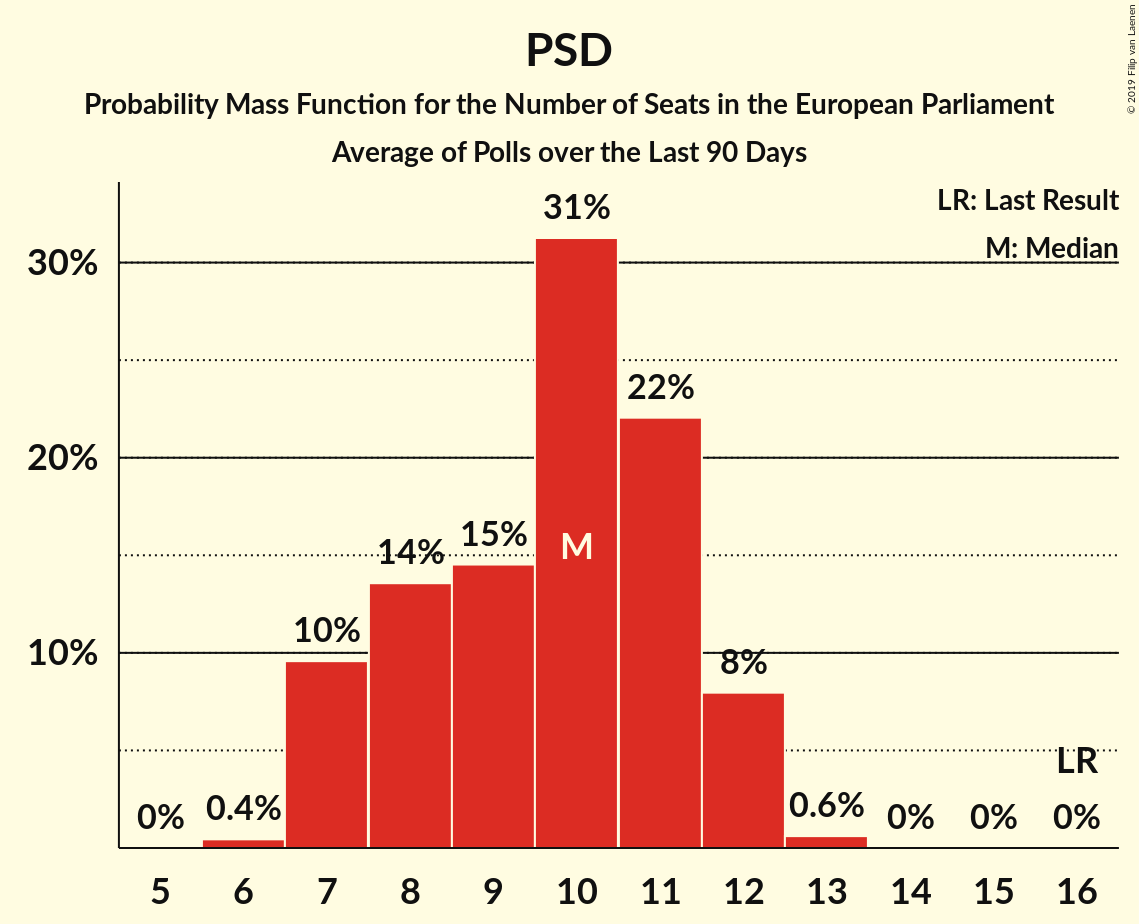 PSD
Probability Mass Function for the Number of Seats in the European Parliament
Average of Polls over the Last 90 Days
© 2019 Filip van Laenen
LR: Last Result
M: Median
30%
20%
10%
0%
0.4%
10%
14%
15%
31%
M
22%
8%
0.6%
0%
0%
LR
0%
5 6 7 8 9 10 11 12 13 14 15 16